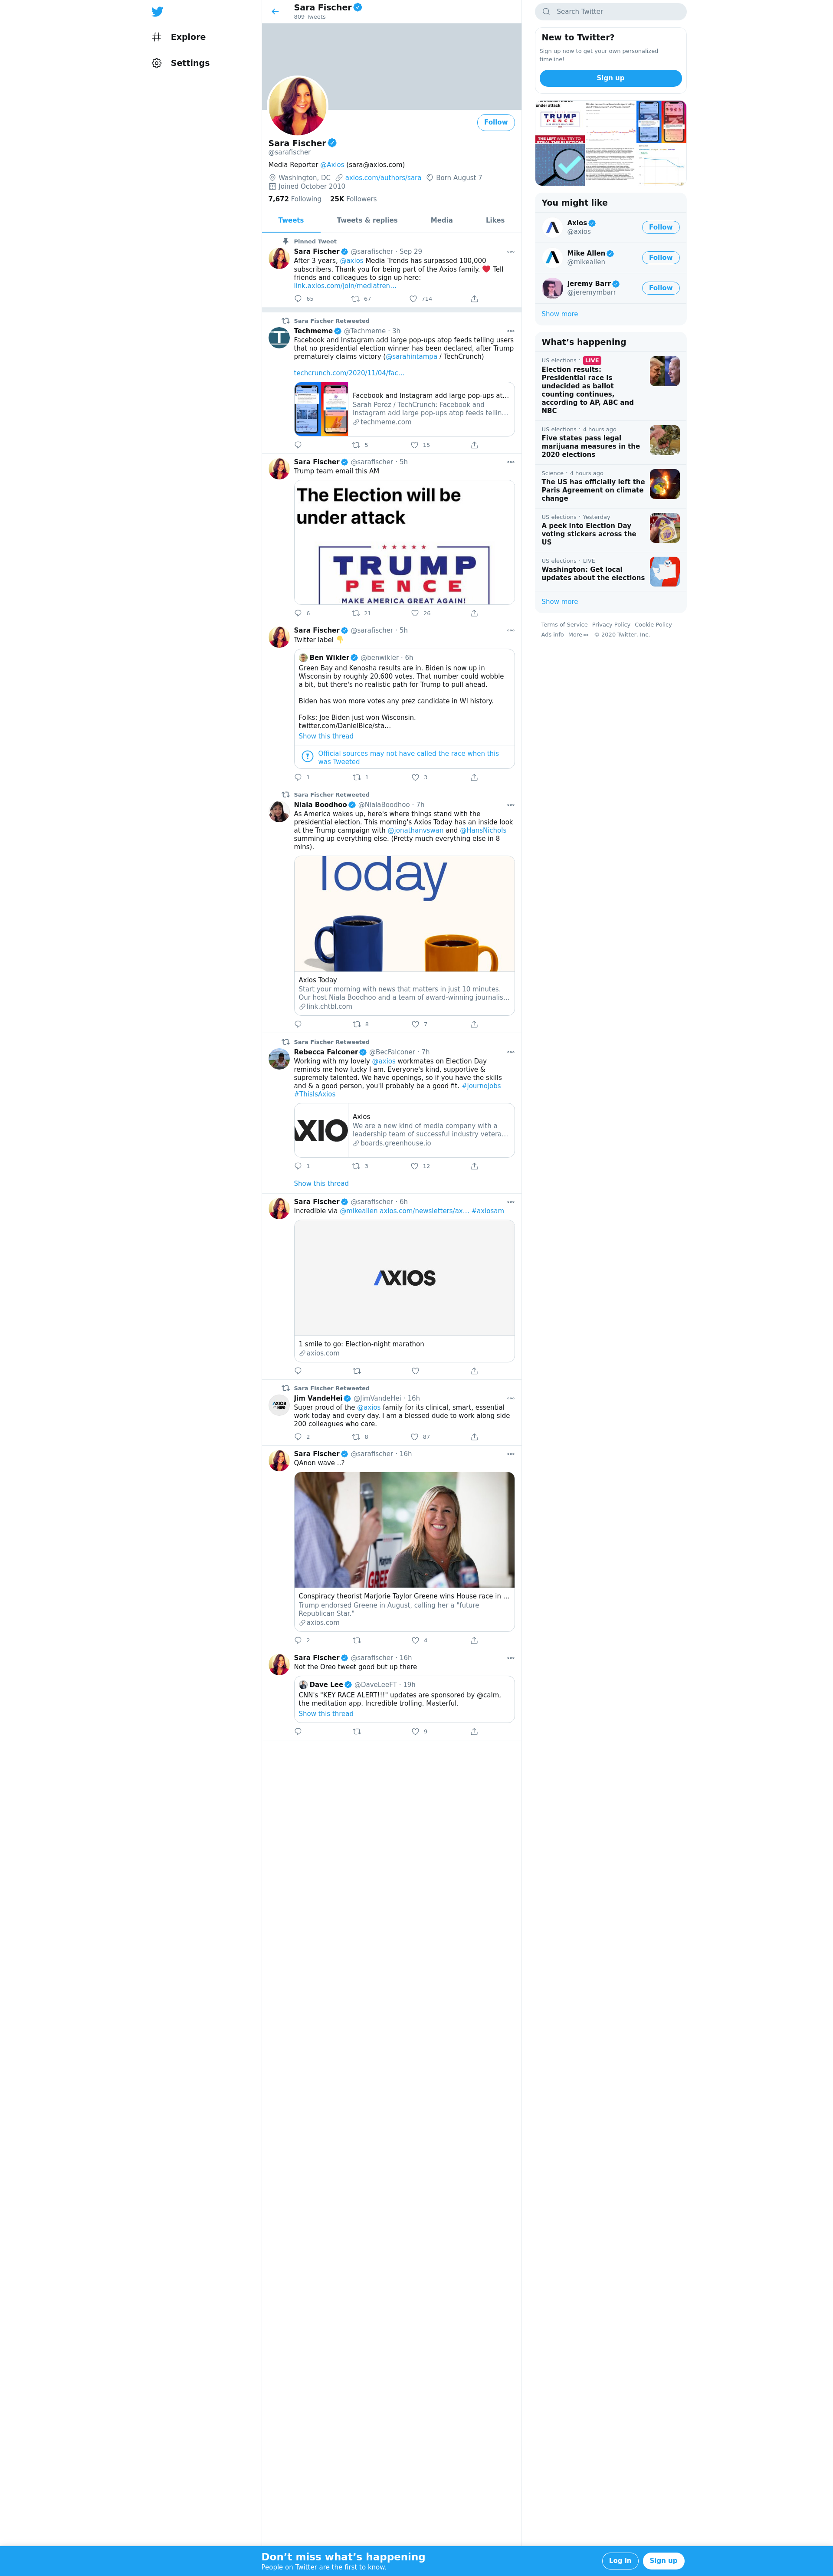 Explore
Settings
Sara Fischer
809 Tweets
Follow
Sara Fischer
@sarafischer
Media Reporter @Axios (sara@axios.com)
Washington, DC axios.com/authors/sara Born August 7
Joined October 2010
7,672 Following 25K Followers
Tweets Tweets & replies Media Likes
Pinned Tweet
Sara Fischer @sarafischer · Sep 29
After 3 years, @axios Media Trends has surpassed 100,000
subscribers. Thank you for being part of the Axios family. ❤️ Tell
friends and colleagues to sign up here:
link.axios.com/join/mediatren…
65 67 714
Sara Fischer Retweeted
Techmeme @Techmeme · 3h
Facebook and Instagram add large pop-ups atop feeds telling users
that no presidential election winner has been declared, after Trump
prematurely claims victory (@sarahintampa / TechCrunch)
techcrunch.com/2020/11/04/fac…
Facebook and Instagram add large pop-ups at…
Sarah Perez / TechCrunch: Facebook and
Instagram add large pop-ups atop feeds tellin…
techmeme.com
5 15
Sara Fischer @sarafischer · 5h
Trump team email this AM
The Election will be
under attack
TRUMP
PENCE
MAKE AMERICA GREAT AGAIN!
6 21 26
Sara Fischer @sarafischer · 5h
Twitter label 👇
Ben Wikler @benwikler · 6h
Green Bay and Kenosha results are in. Biden is now up in
Wisconsin by roughly 20,600 votes. That number could wobble
a bit, but there's no realistic path for Trump to pull ahead.
Biden has won more votes any prez candidate in WI history.
Folks: Joe Biden just won Wisconsin.
twitter.com/DanielBice/sta…
Show this thread
Official sources may not have called the race when this
was Tweeted
1 1 3
Sara Fischer Retweeted
Niala Boodhoo @NialaBoodhoo · 7h
As America wakes up, here's where things stand with the
presidential election. This morning's Axios Today has an inside look
at the Trump campaign with @jonathanvswan and @HansNichols
summing up everything else. (Pretty much everything else in 8
mins).
Today
Axios Today
Start your morning with news that matters in just 10 minutes.
Our host Niala Boodhoo and a team of award-winning journalis…
link.chtbl.com
8 7
Sara Fischer Retweeted
Rebecca Falconer @BecFalconer · 7h
Working with my lovely @axios workmates on Election Day
reminds me how lucky I am. Everyone's kind, supportive &
supremely talented. We have openings, so if you have the skills
and & a good person, you'll probably be a good fit. #journojobs
#ThisIsAxios
AXIO
Axios
We are a new kind of media company with a
leadership team of successful industry vetera…
boards.greenhouse.io
1 3 12
Show this thread
Sara Fischer @sarafischer · 6h
Incredible via @mikeallen axios.com/newsletters/ax… #axiosam
AXIOS
1 smile to go: Election-night marathon
axios.com
Sara Fischer Retweeted
Jim VandeHei @JimVandeHei · 16h
Super proud of the @axios family for its clinical, smart, essential
work today and every day. I am a blessed dude to work along side
200 colleagues who care.
2 8 87
Sara Fischer @sarafischer · 16h
QAnon wave ..?
Conspiracy theorist Marjorie Taylor Greene wins House race in …
Trump endorsed Greene in August, calling her a "future
Republican Star."
axios.com
2 4
Sara Fischer @sarafischer · 16h
Not the Oreo tweet good but up there
Dave Lee @DaveLeeFT · 19h
CNN's "KEY RACE ALERT!!!" updates are sponsored by @calm,
the meditation app. Incredible trolling. Masterful.
Show this thread
9
Search Twitter
New to Twitter?
Sign up now to get your own personalized
timeline!
Sign up
under attack
TRUMP
PENCE
THE LEFT WILL TRY TO
You might like
Axios
@axios
Follow
Mike Allen
@mikeallen
Follow
Jeremy Barr
@jeremymbarr
Follow
Show more
What's happening
US elections · LIVE
Election results:
Presidential race is
undecided as ballot
counting continues,
according to AP, ABC and
NBC
US elections · 4 hours ago
Five states pass legal
marijuana measures in the
2020 elections
Science · 4 hours ago
The US has officially left the
Paris Agreement on climate
change
US elections · Yesterday
A peek into Election Day
voting stickers across the
US
US elections · LIVE
Washington: Get local
updates about the elections
Show more
Terms of Service Privacy Policy Cookie Policy
Ads info More © 2020 Twitter, Inc.
Don't miss what's happening
People on Twitter are the first to know.
Log in Sign up